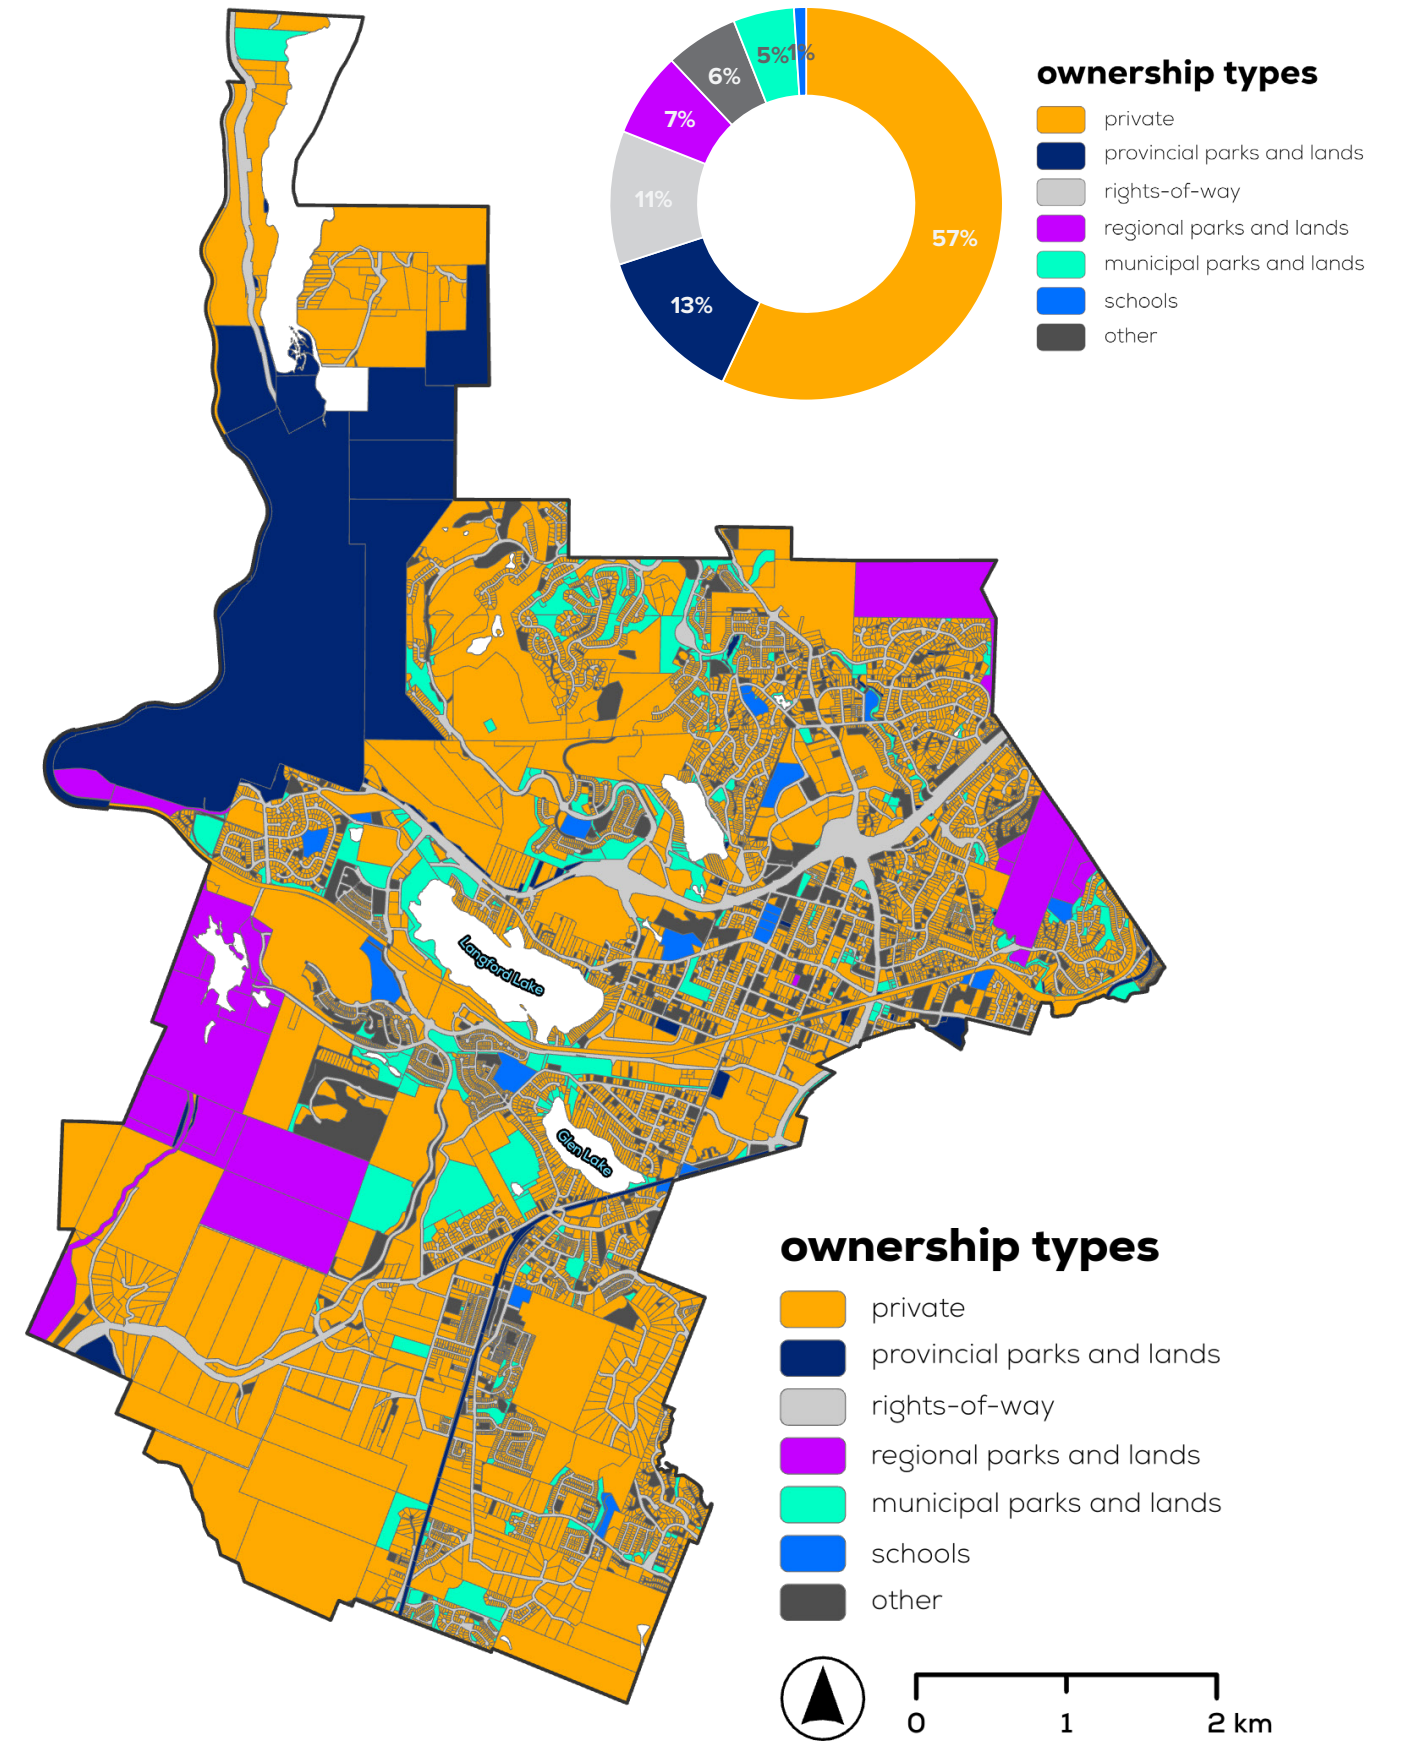 5%
1%
6%
7%
11%
13%
57%
ownership types
private
provincial parks and lands
rights-of-way
regional parks and lands
municipal parks and lands
schools
other
Langford Lake
Glen Lake
ownership types
private
provincial parks and lands
rights-of-way
regional parks and lands
municipal parks and lands
schools
other
0 1 2 km